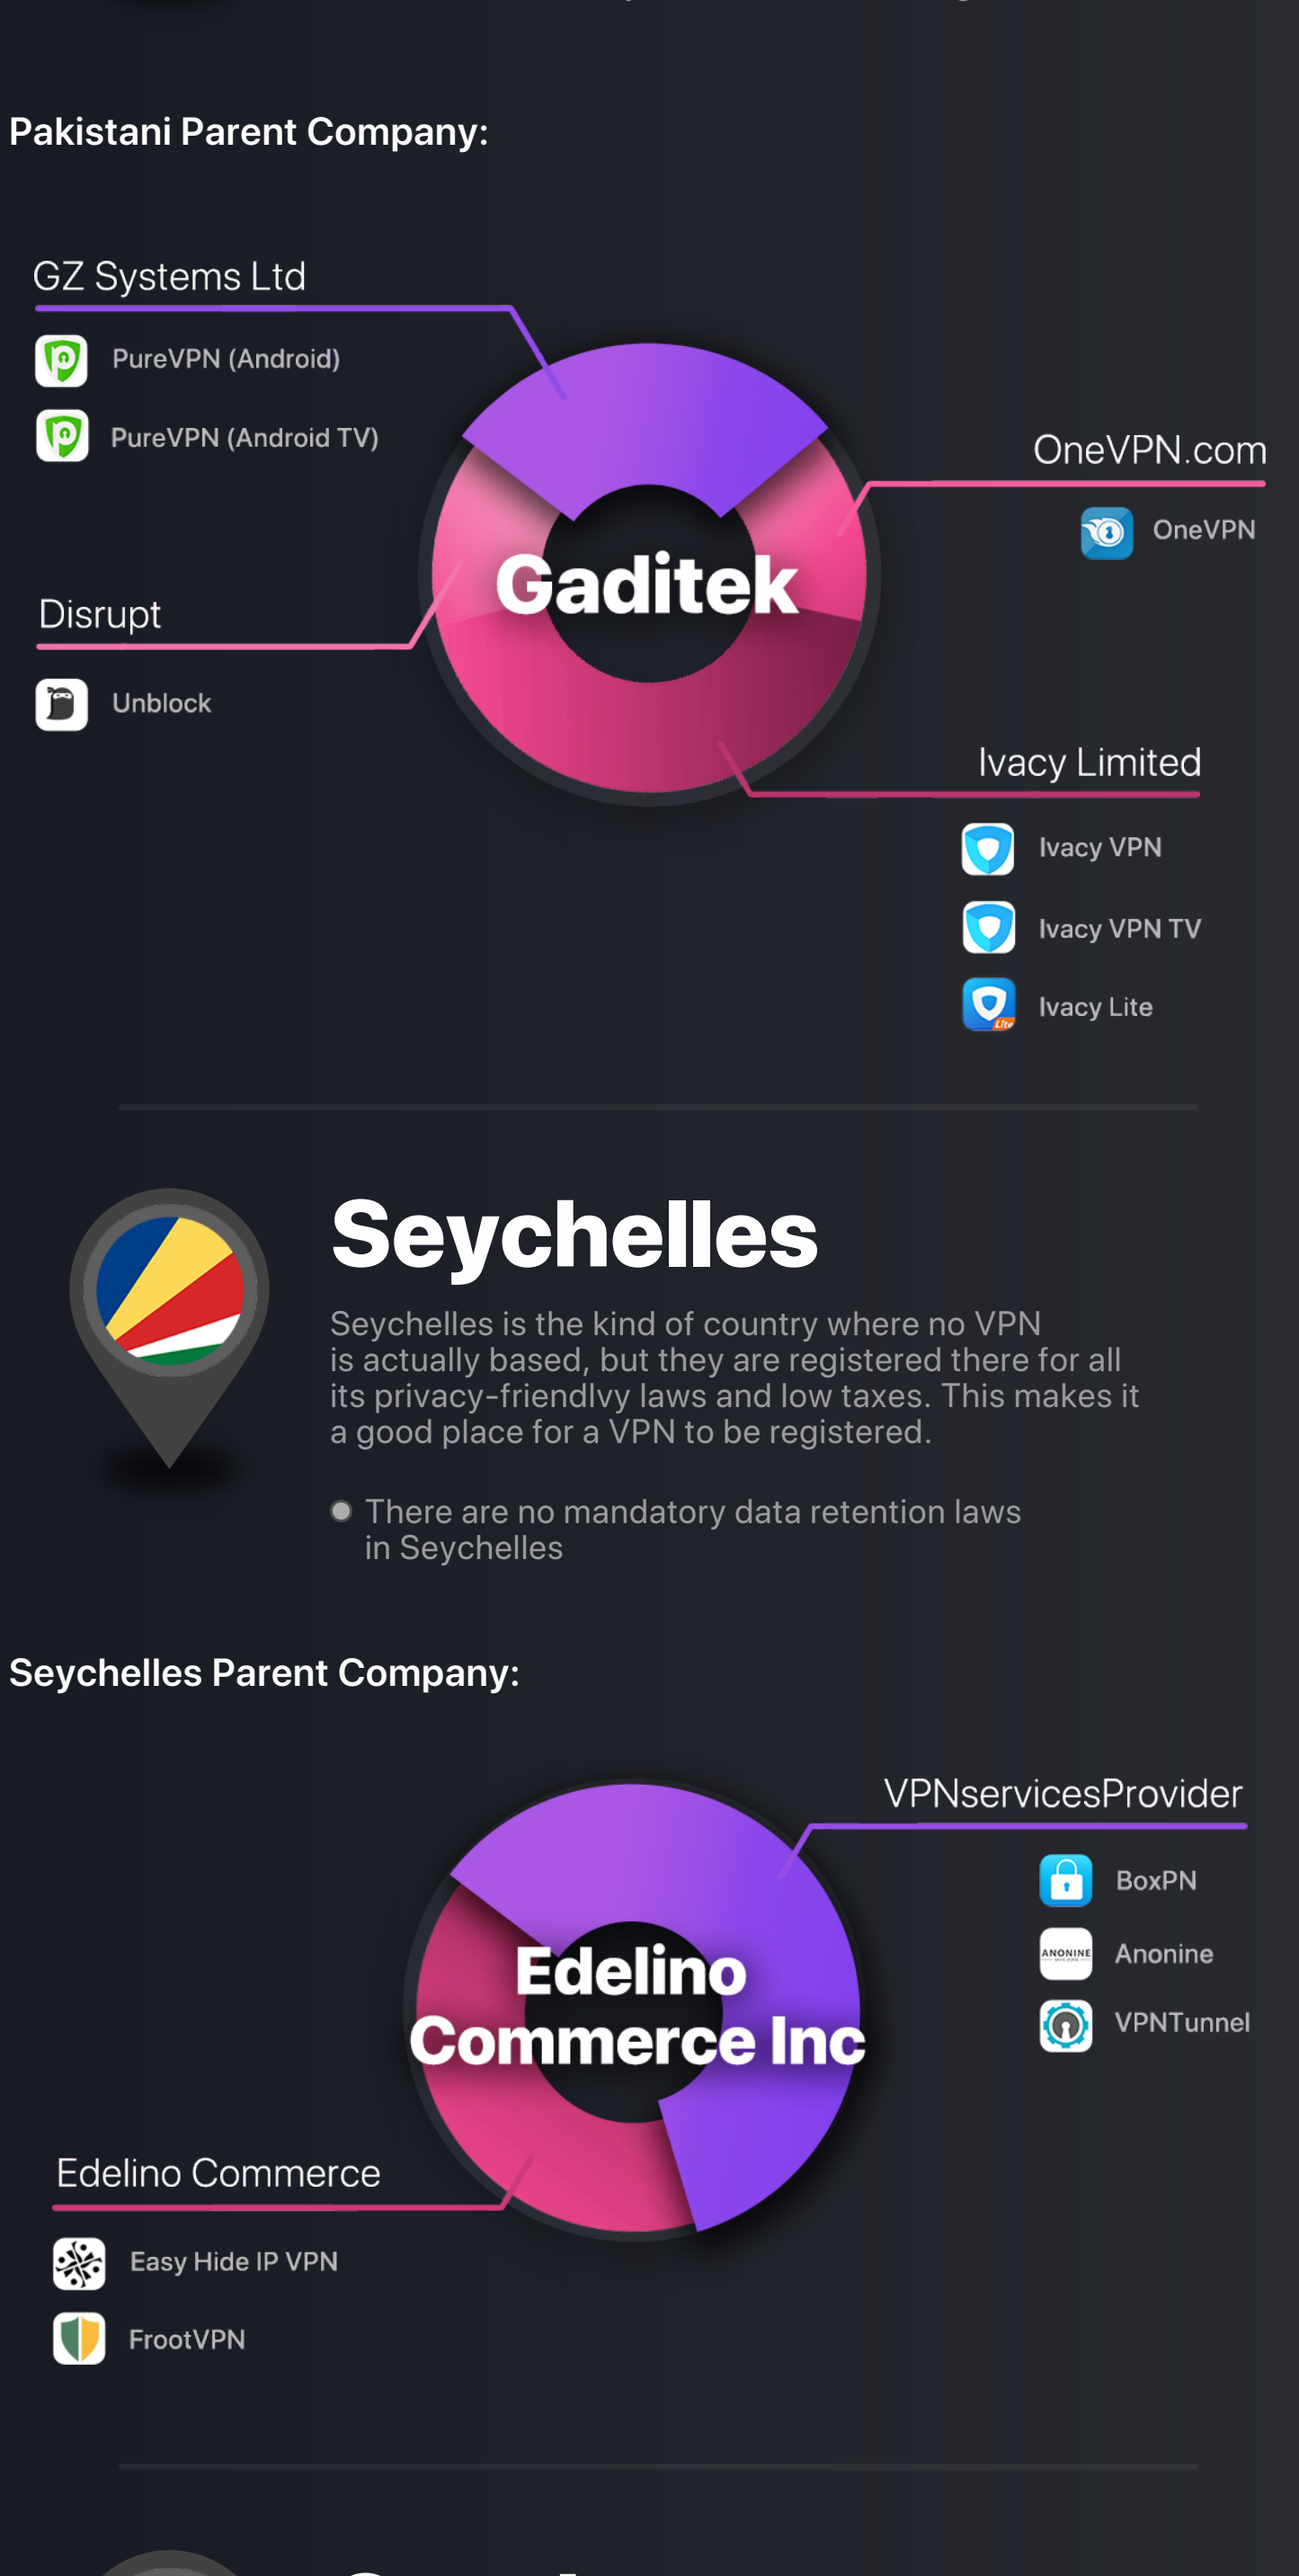 Pakistani Parent Company:
GZ Systems Ltd
PureVPN (Android)
PureVPN (Android TV)
OneVPN.com
OneVPN
Gaditek
Disrupt
Unblock
Ivacy Limited
Ivacy VPN
Ivacy VPN TV
Ivacy Lite
Lite
Seychelles
Seychelles is the kind of country where no VPN
is actually based, but they are registered there for all
its privacy-friendlvy laws and low taxes. This makes it
a good place for a VPN to be registered.
There are no mandatory data retention laws
in Seychelles
Seychelles Parent Company:
VPNservicesProvider
BoxPN
ANONINE
Anonine
VPNTunnel
Edelino
Commerce Inc
Edelino Commerce
Easy Hide IP VPN
FrootVPN